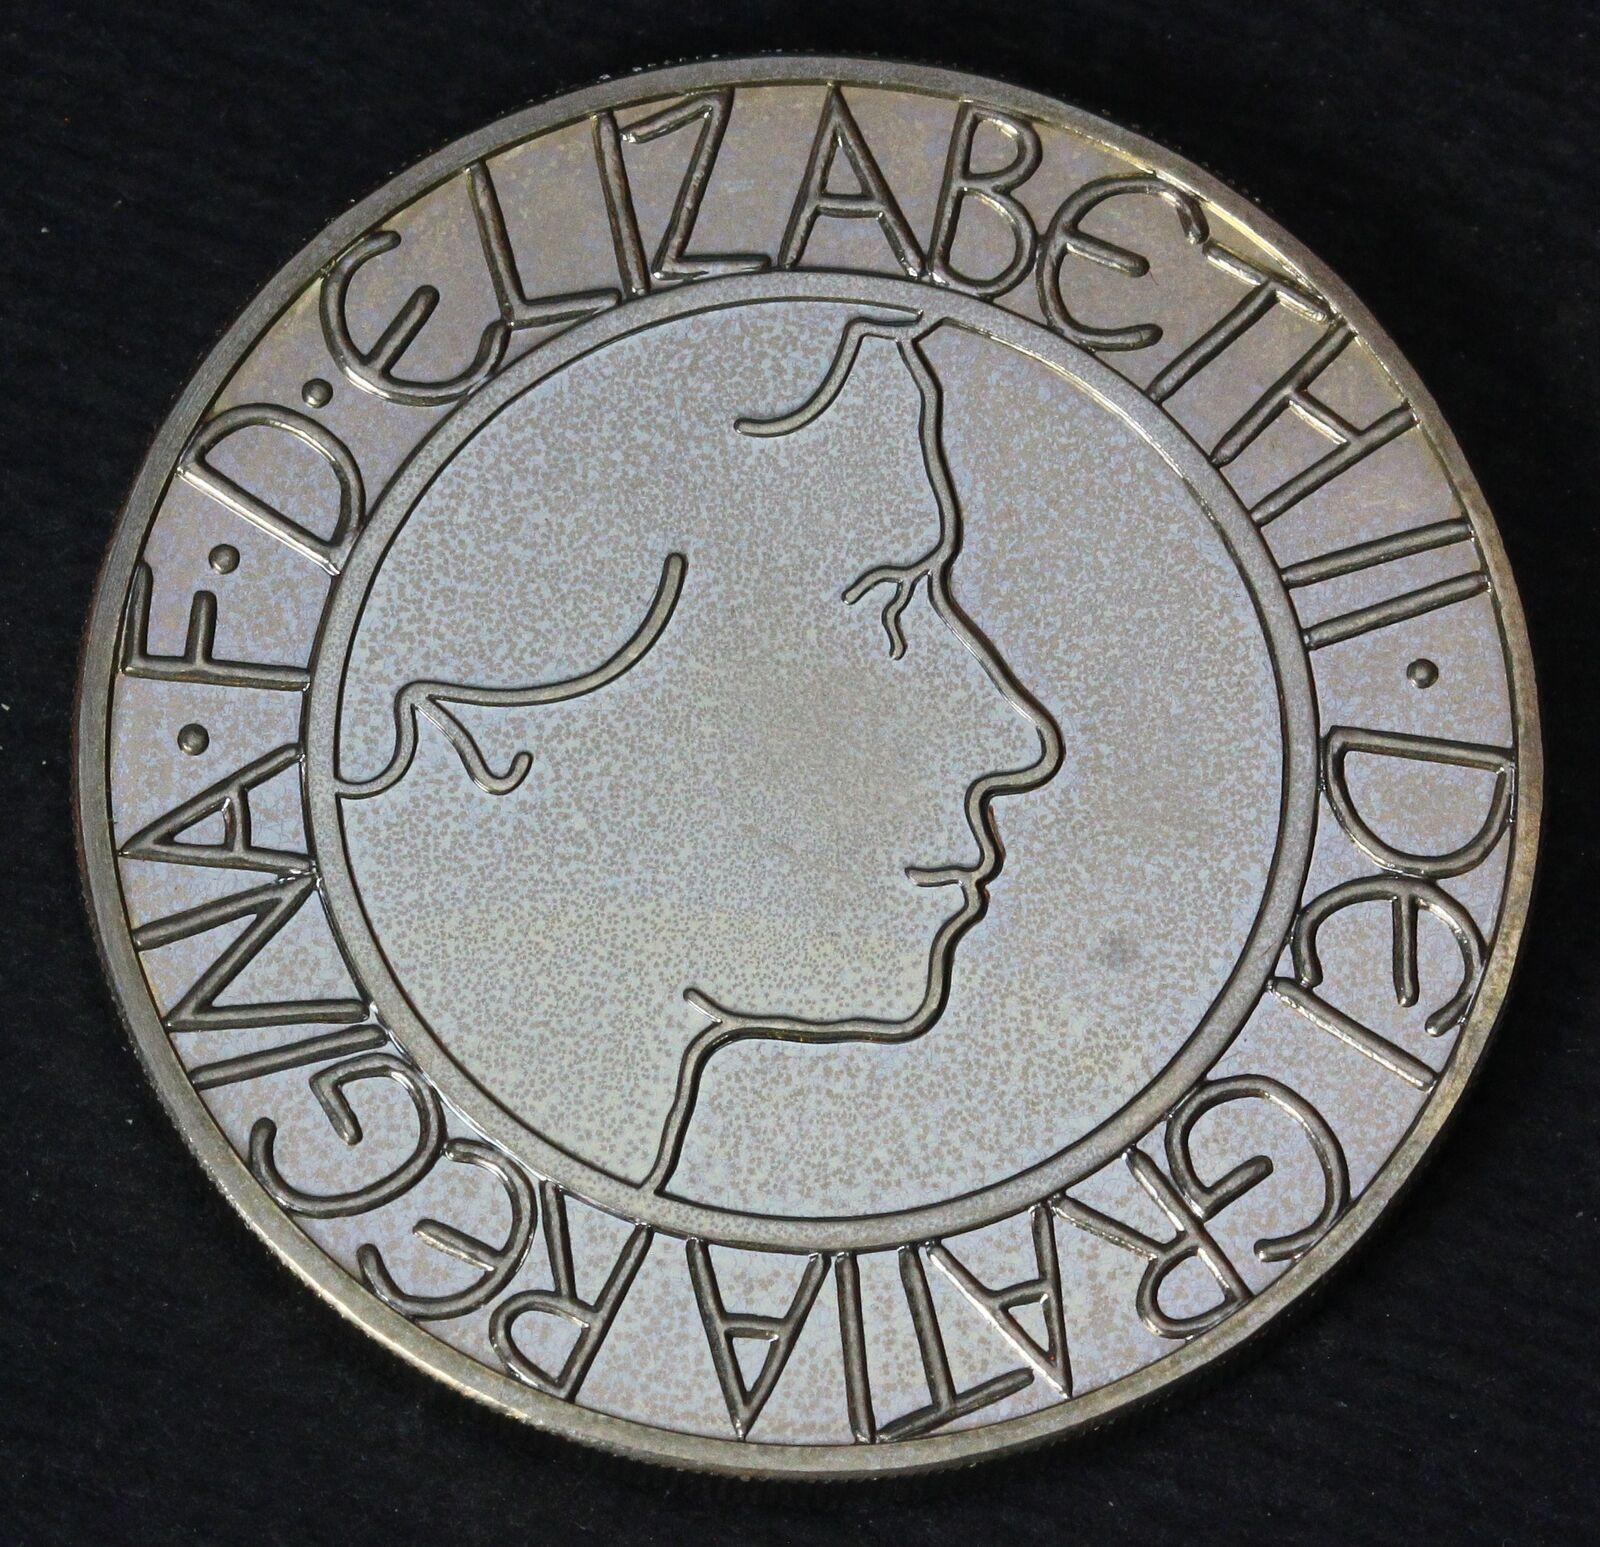 ELIZABETH II · DEI GRATIA REGINA · F · D ·